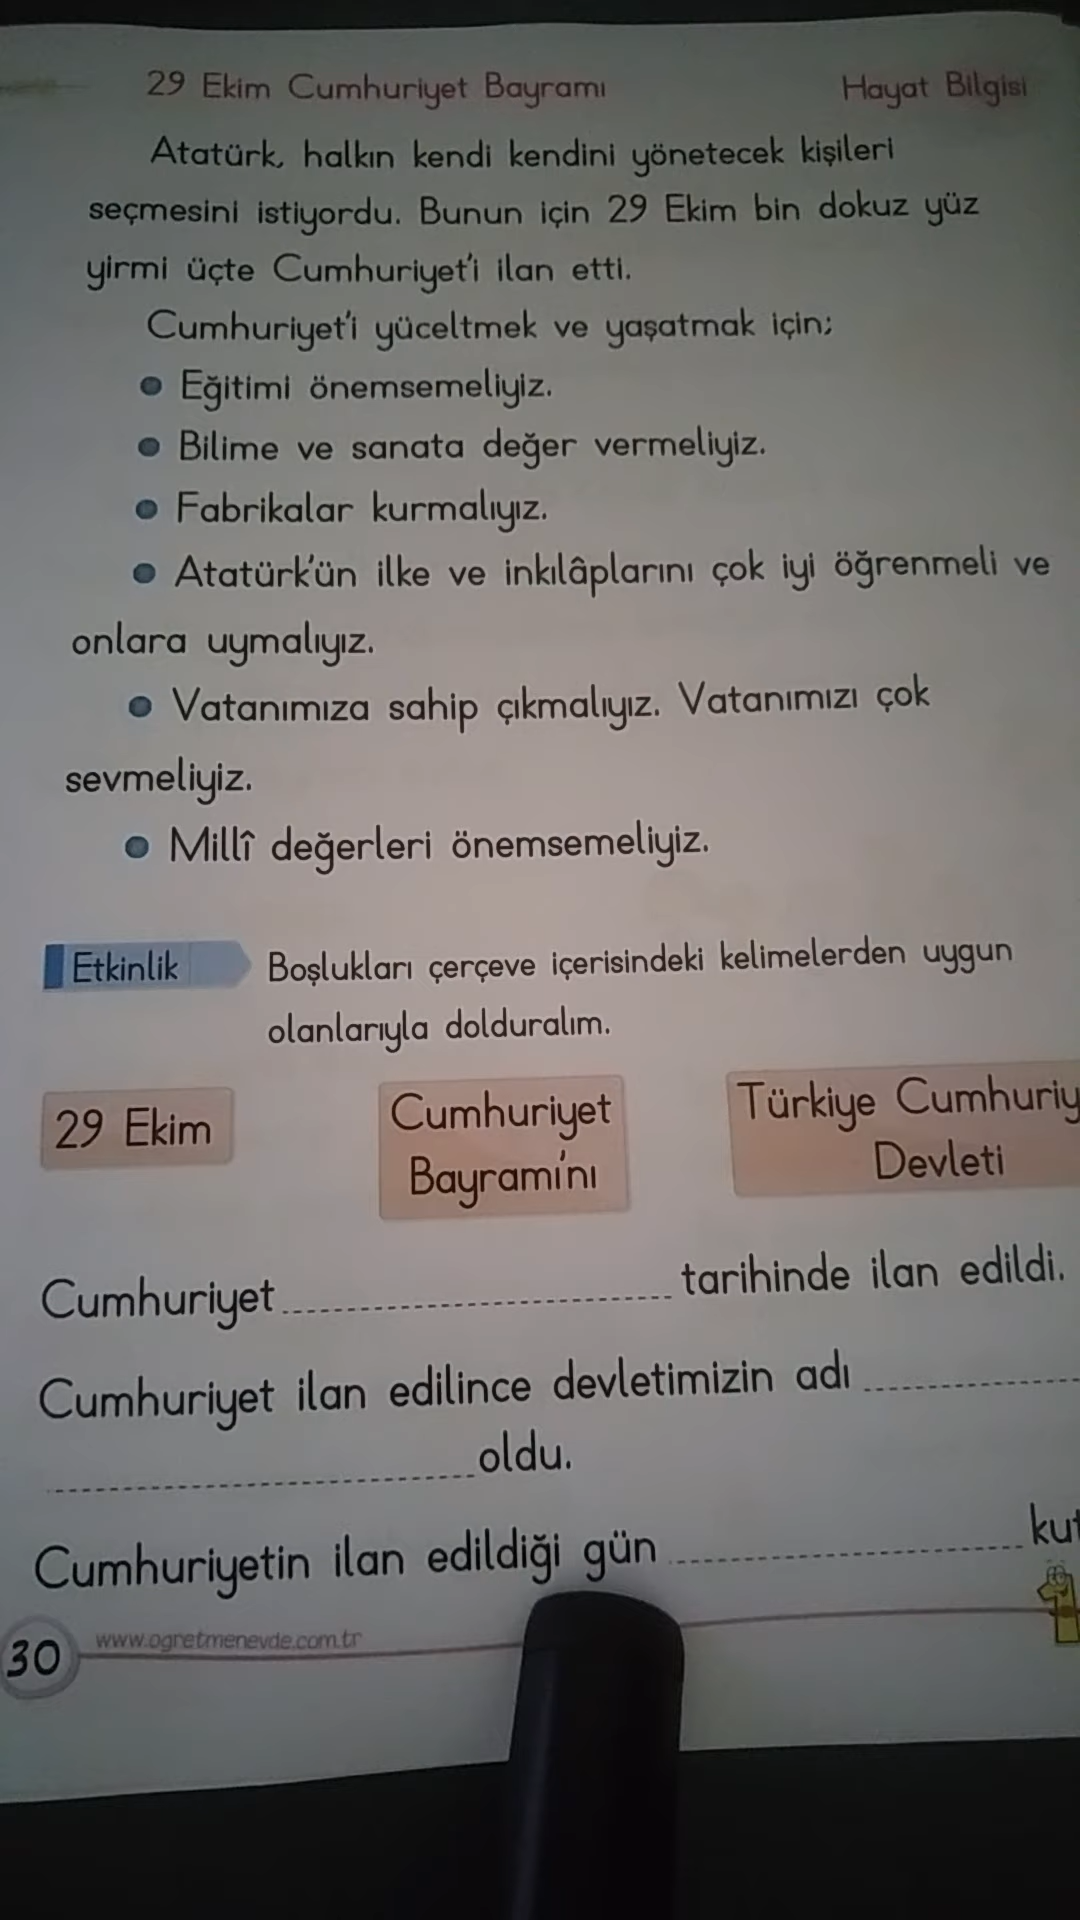 29 Ekim Cumhuriyet Bayramı Hayat Bilgisi
Atatürk, halkın kendi kendini yönetecek kişileri
seçmesini istiyordu. Bunun için 29 Ekim bin dokuz yüz
yirmi üçte Cumhuriyet'i ilan etti.
Cumhuriyet'i yüceltmek ve yaşatmak için;
• Eğitimi önemsemeliyiz.
• Bilime ve sanata değer vermeliyiz.
• Fabrikalar kurmalıyız.
• Atatürk'ün ilke ve inkılâplarını çok iyi öğrenmeli ve
onlara uymalıyız.
• Vatanımıza sahip çıkmalıyız. Vatanımızı çok
sevmeliyiz.
• Millî değerleri önemsemeliyiz.
Etkinlik Boşlukları çerçeve içerisindeki kelimelerden uygun
olanlarıyla dolduralım.
29 Ekim
Cumhuriyet
Bayramı'nı
Türkiye Cumhuriy
Devleti
Cumhuriyet tarihinde ilan edildi.
Cumhuriyet ilan edilince devletimizin adı
oldu.
Cumhuriyetin ilan edildiği gün
30 www.ogretmenevde.com.tr 1